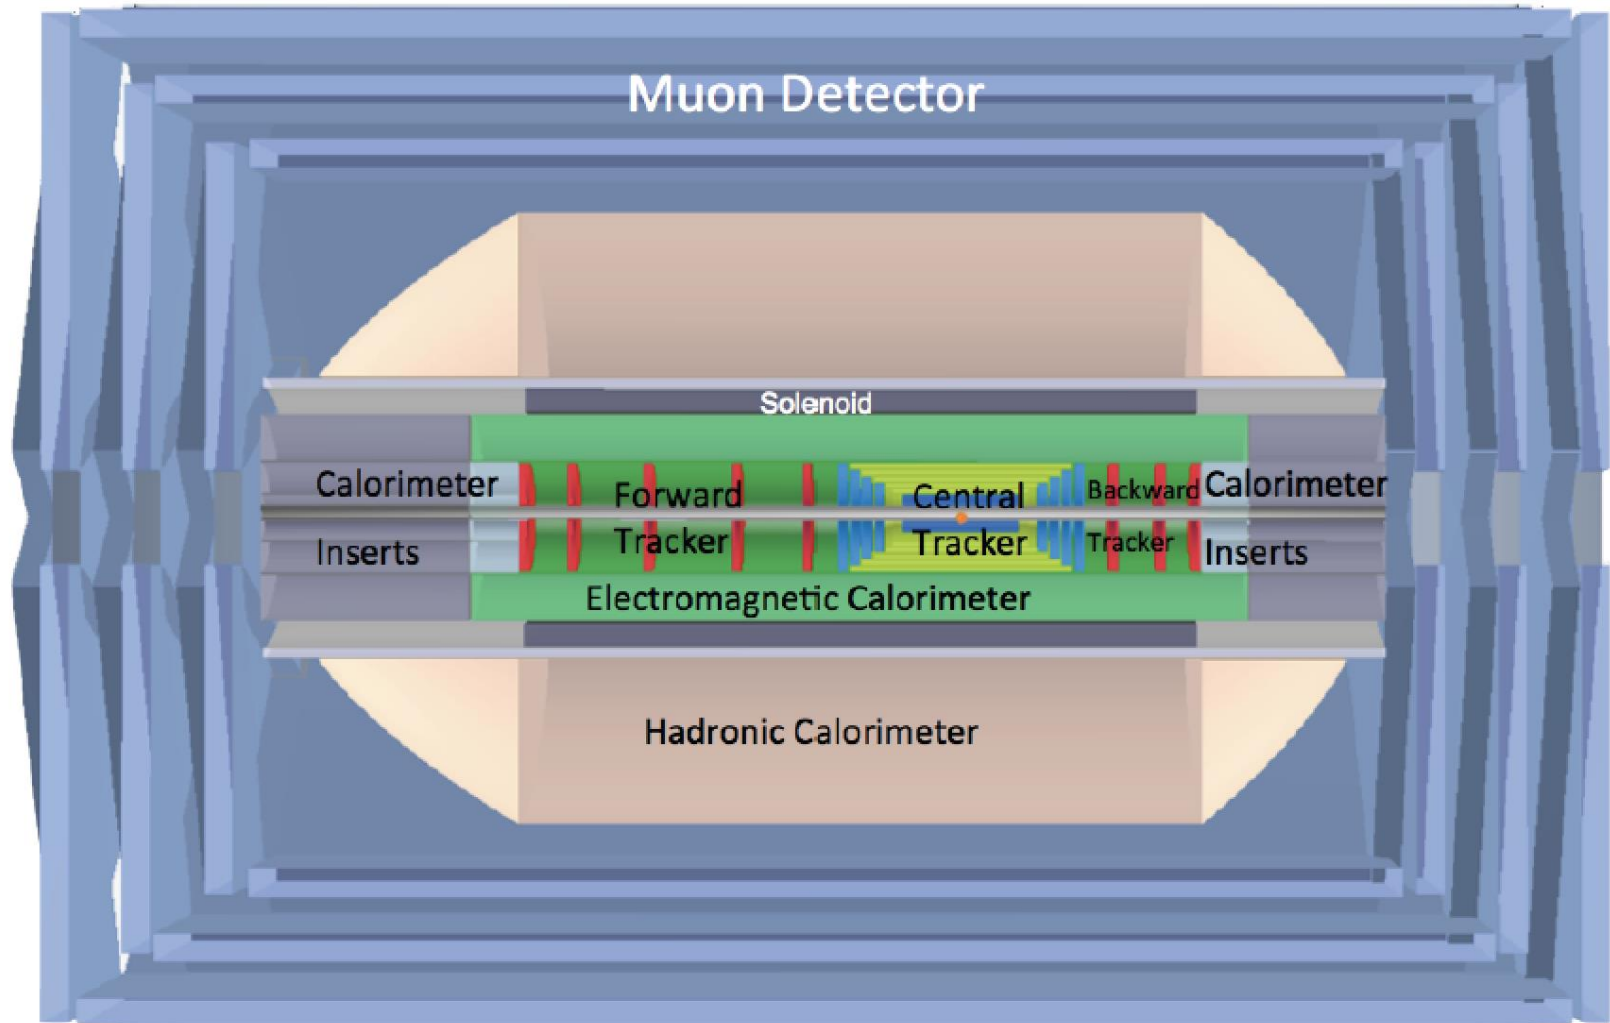 Muon Detector
Solenoid
Calorimeter
Inserts
Forward
Tracker
Central
Tracker
Backward
Tracker
Calorimeter
Inserts
Electromagnetic Calorimeter
Hadronic Calorimeter